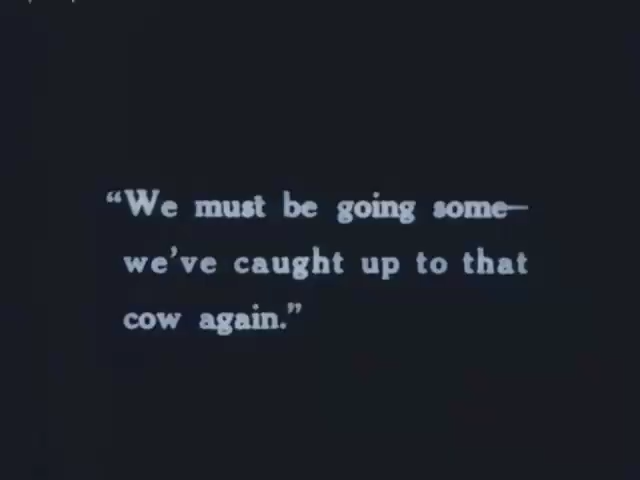 “We must be going some—
we’ve caught up to that
cow again.”